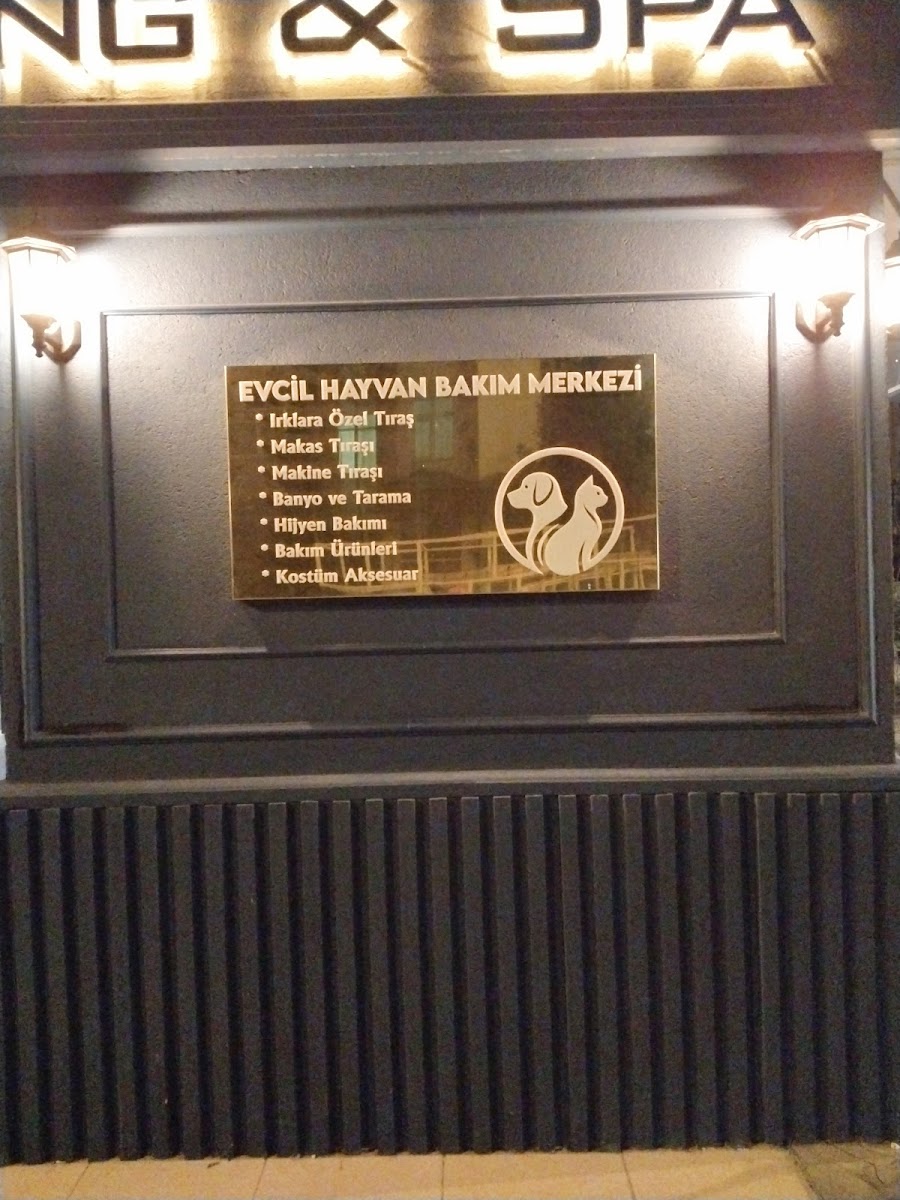 NG & SPA
EVCİL HAYVAN BAKIM MERKEZİ
* Irklara Özel Tıraş
* Makas Tıraşı
* Makine Tıraşı
* Banyo ve Tarama
* Hijyen Bakımı
* Bakım Ürünleri
* Kostüm Aksesuar